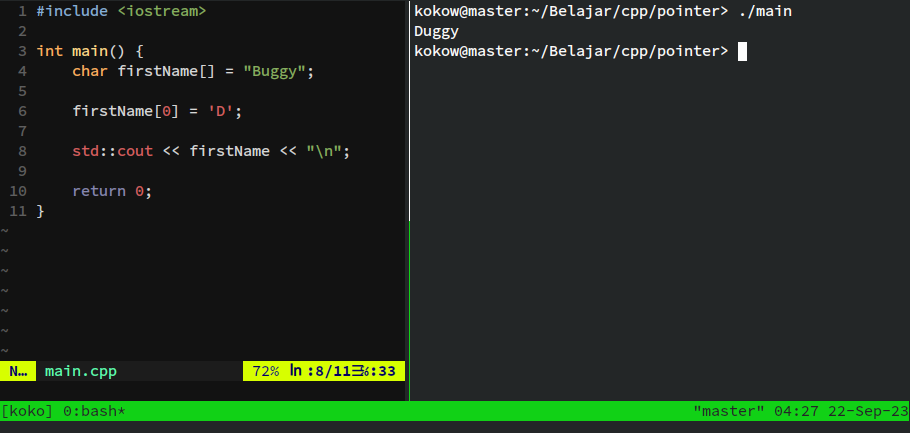 1 #include <iostream>
2
3 int main() {
4     char firstName[] = "Buggy";
5
6     firstName[0] = 'D';
7
8     std::cout << firstName << "\n";
9
10     return 0;
11 }
~
~
~
~
~
~
~
N… main.cpp 72% ㏑:8/11☰℅:33
kokow@master:~/Belajar/cpp/pointer> ./main
Duggy
kokow@master:~/Belajar/cpp/pointer>
[koko] 0:bash* "master" 04:27 22-Sep-23